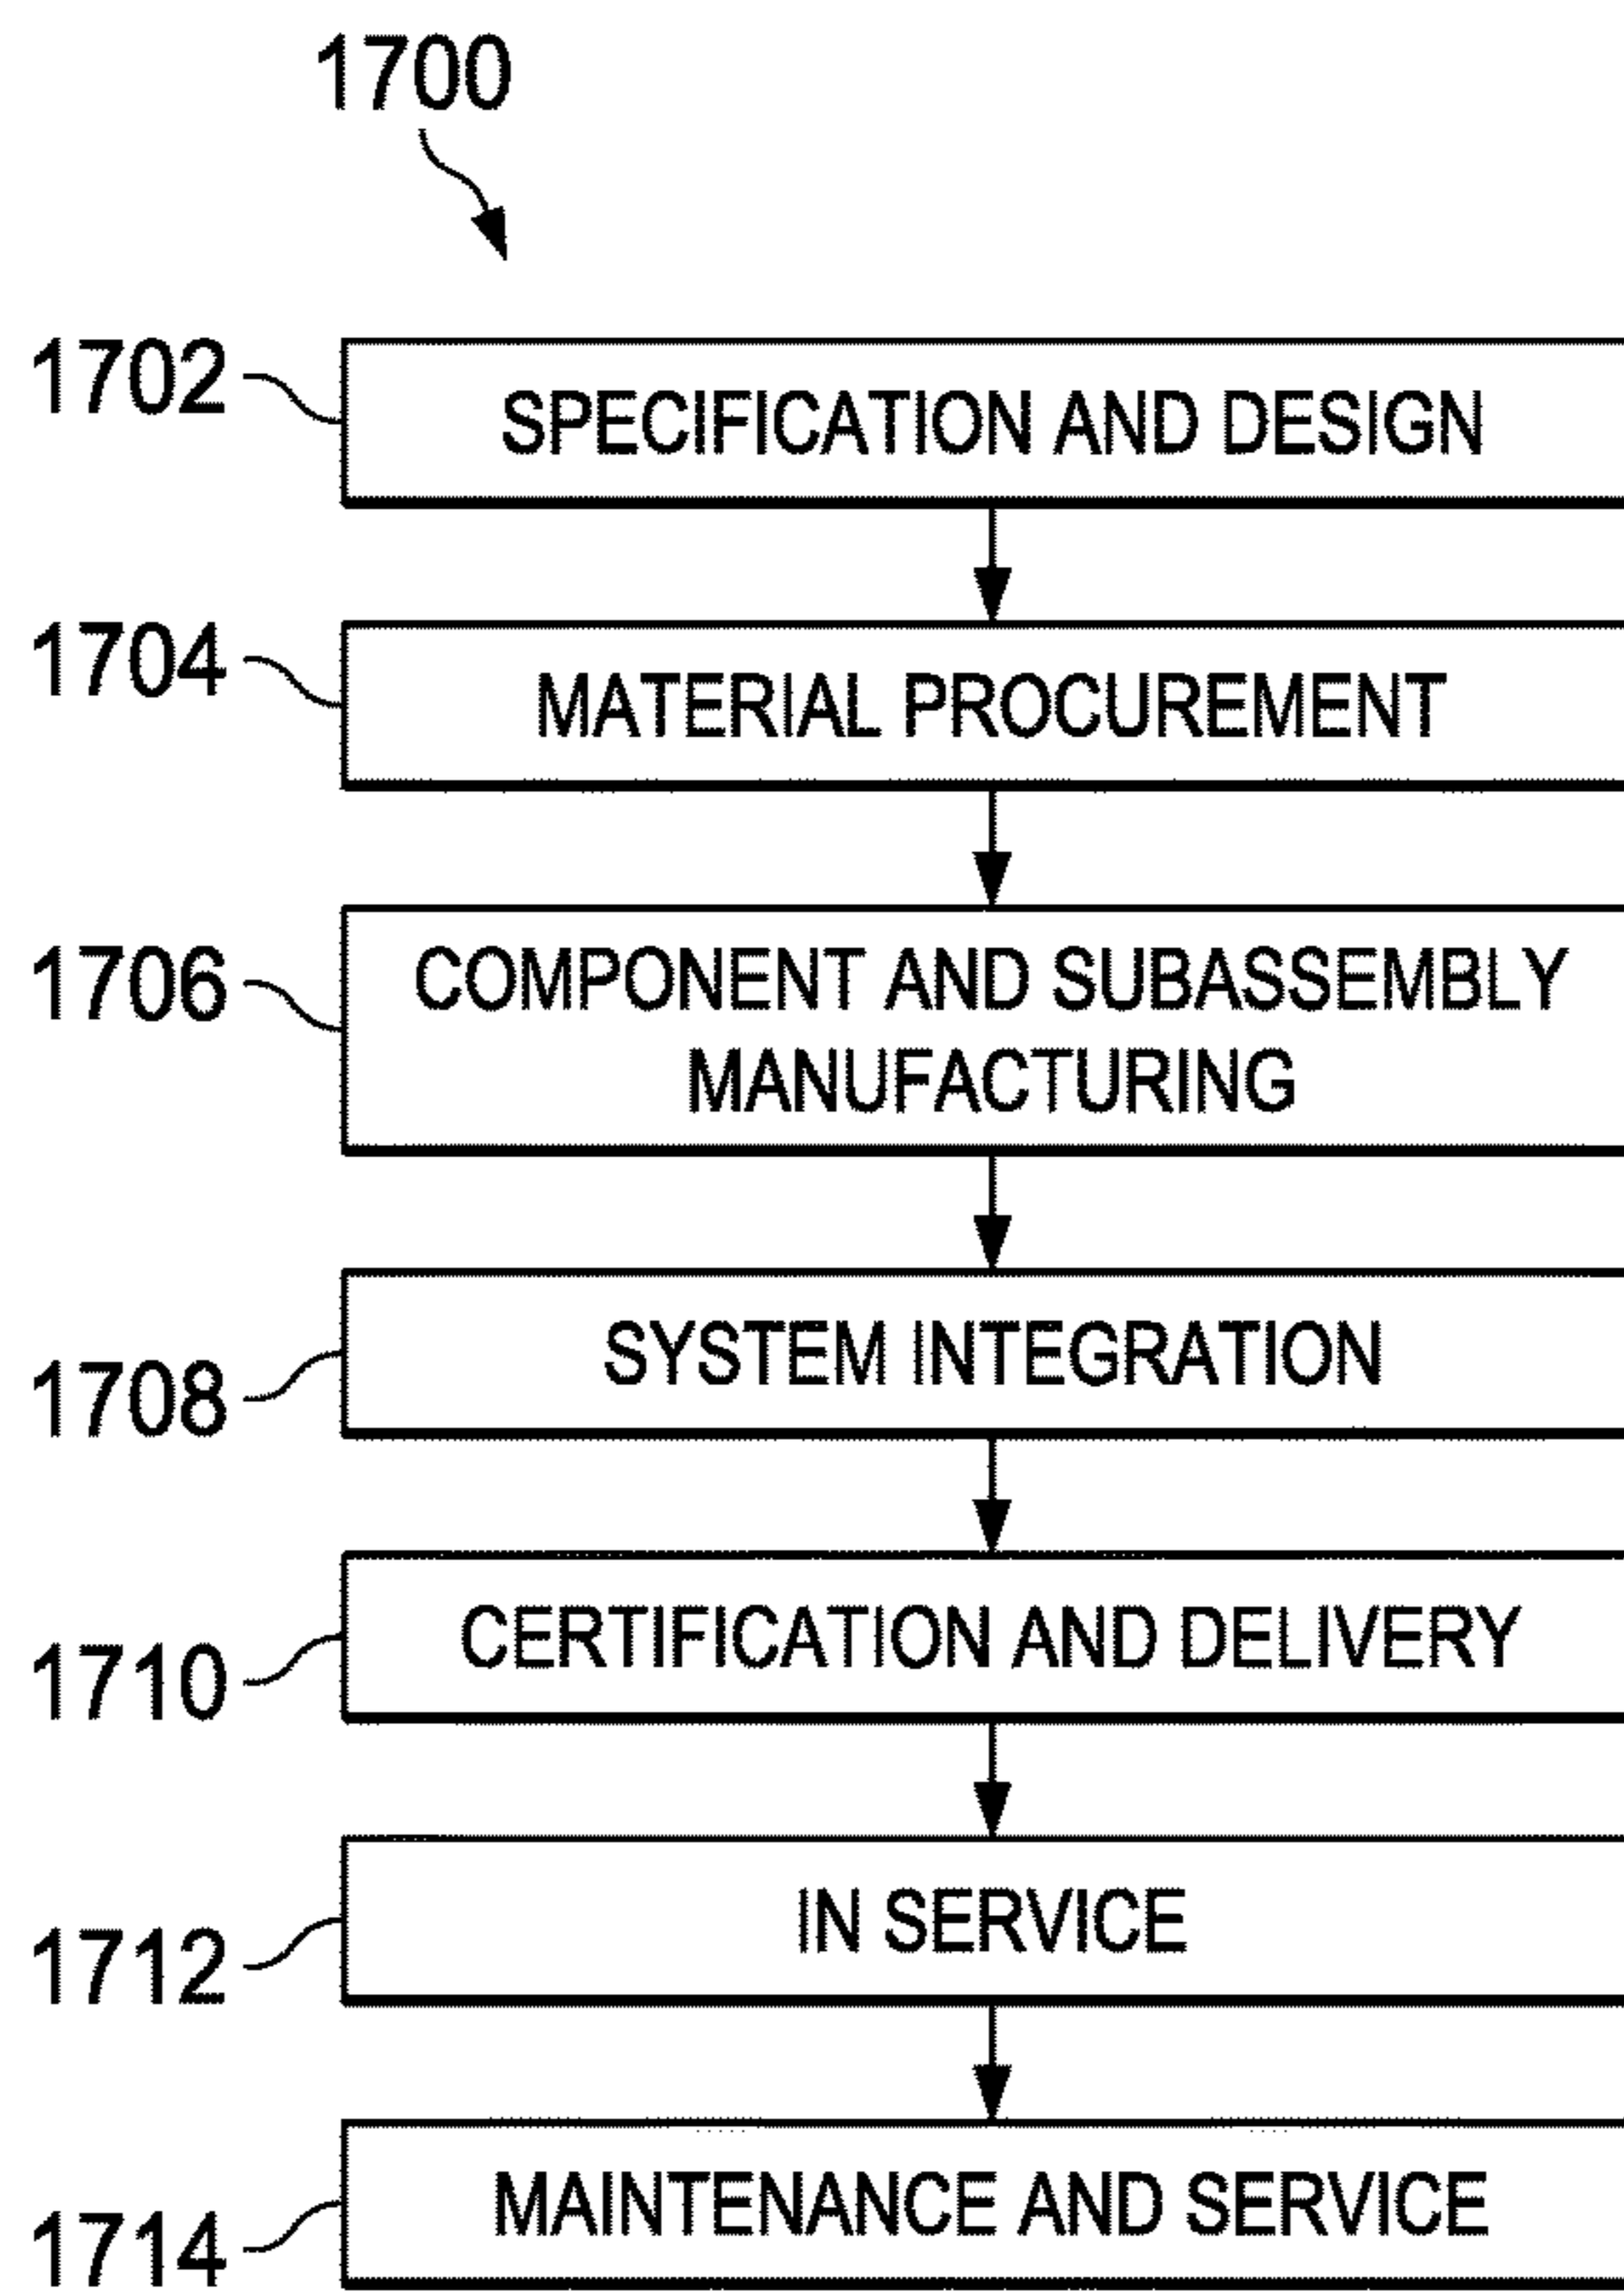 1700
1702
SPECIFICATION AND DESIGN
1704
MATERIAL PROCUREMENT
1706
COMPONENT AND SUBASSEMBLY
MANUFACTURING
1708
SYSTEM INTEGRATION
1710
CERTIFICATION AND DELIVERY
1712
IN SERVICE
1714
MAINTENANCE AND SERVICE